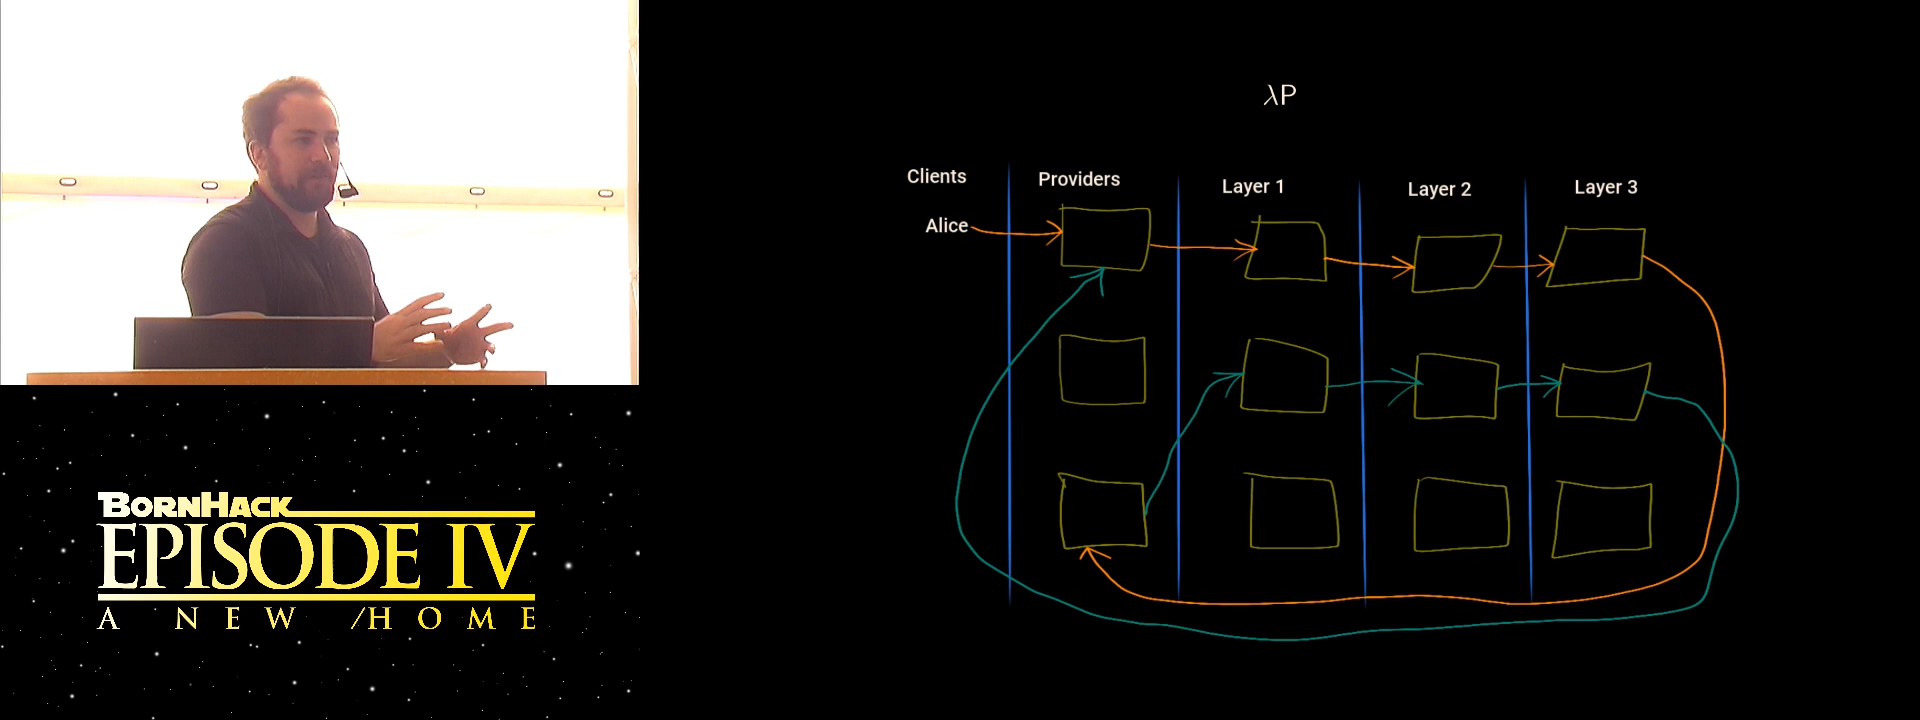 λP
Clients
Providers
Layer 1
Layer 2
Layer 3
Alice
BORNHACK
EPISODE IV
A NEW /HOME